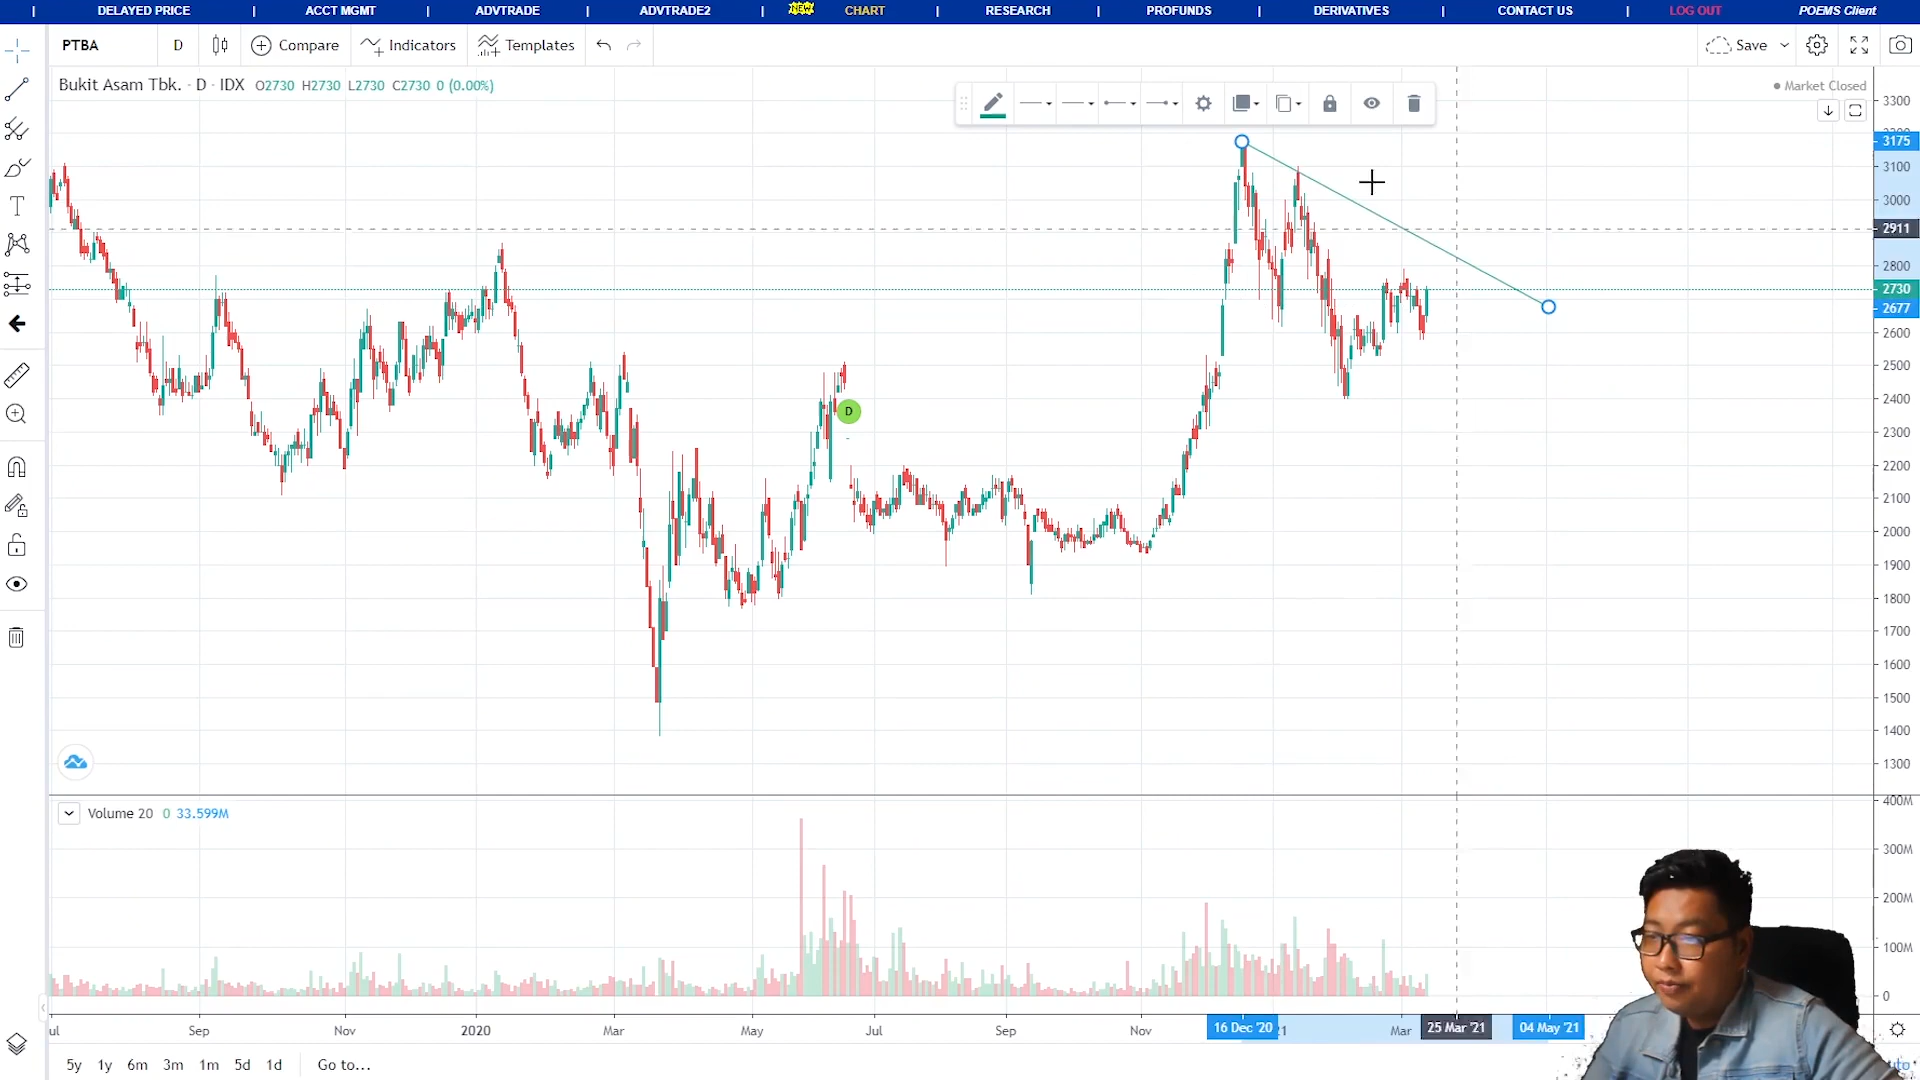 DELAYED PRICE | ACCT MGMT | ADVTRADE | ADVTRADE2 | NEW CHART | RESEARCH | PROFUNDS | DERIVATIVES | CONTACT US | LOG OUT POEMS Client
PTBA D Compare Indicators Templates Save
Bukit Asam Tbk. · D · IDX O2730 H2730 L2730 C2730 0 (0.00%)
Market Closed
3300
3175
3100
3000
2911
2800
2730
2677
2600
2500
2400
2300
2200
2100
2000
1900
1800
1700
1600
1500
1400
1300
D
Volume 20 0 33.599M
400M
300M
200M
100M
0
Sep Nov 2020 Mar May Jul Sep Nov 16 Dec '20 Mar 25 Mar '21 04 May '21
5y 1y 6m 3m 1m 5d 1d Go to...